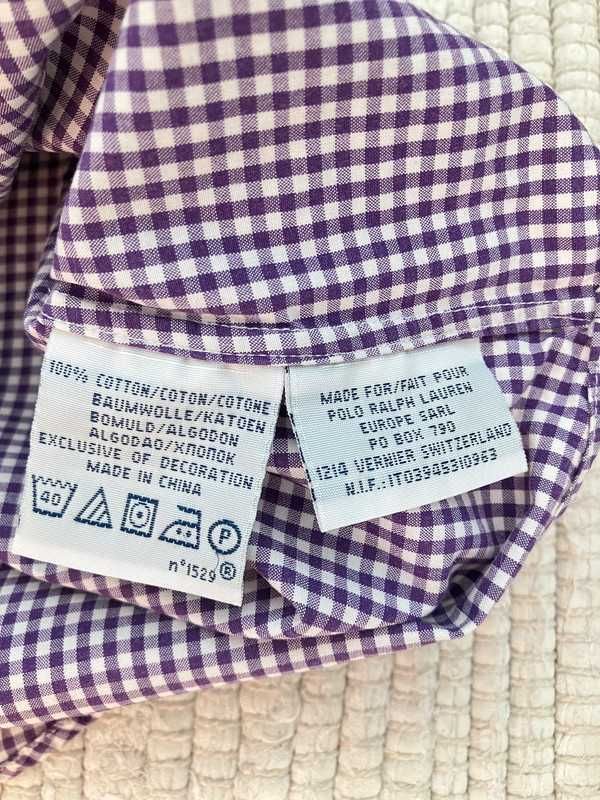 100% COTTON/COTONE
BAUMWOLLE/KATOEN
BOMULD/ALGODON
ALGODAO/ХЛОПОК
EXCLUSIVE OF DECORATION
MADE IN CHINA
40
P
n°1529®
MADE FOR/FAIT POUR
POLO RALPH LAUREN
EUROPE SARL
PO BOX 790
1214 VERNIER SWITZERLAND
N.I.F.:IT03945310963